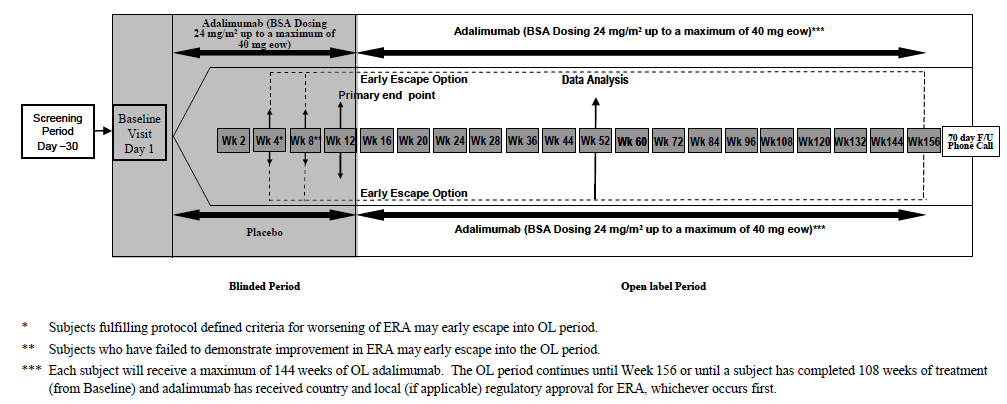 Adalimumab (BSA Dosing
24 mg/m² up to a maximum of
40 mg eow)
Adalimumab (BSA Dosing 24 mg/m² up to a maximum of 40 mg eow)***
Early Escape Option
Primary end point
Data Analysis
Screening
Period
Day –30
Baseline
Visit
Day 1
Wk 2
Wk 4*
Wk 8**
Wk 12
Wk 16
Wk 20
Wk 24
Wk 28
Wk 36
Wk 44
Wk 52
Wk 60
Wk 72
Wk 84
Wk 96
Wk108
Wk120
Wk132
Wk144
Wk156
70 day F/U
Phone Call
Early Escape Option
Placebo
Adalimumab (BSA Dosing 24 mg/m² up to a maximum of 40 mg eow)***
Blinded Period
Open label Period
* Subjects fulfilling protocol defined criteria for worsening of ERA may early escape into OL period.
** Subjects who have failed to demonstrate improvement in ERA may early escape into the OL period.
*** Each subject will receive a maximum of 144 weeks of OL adalimumab. The OL period continues until Week 156 or until a subject has completed 108 weeks of treatment
(from Baseline) and adalimumab has received country and local (if applicable) regulatory approval for ERA, whichever occurs first.